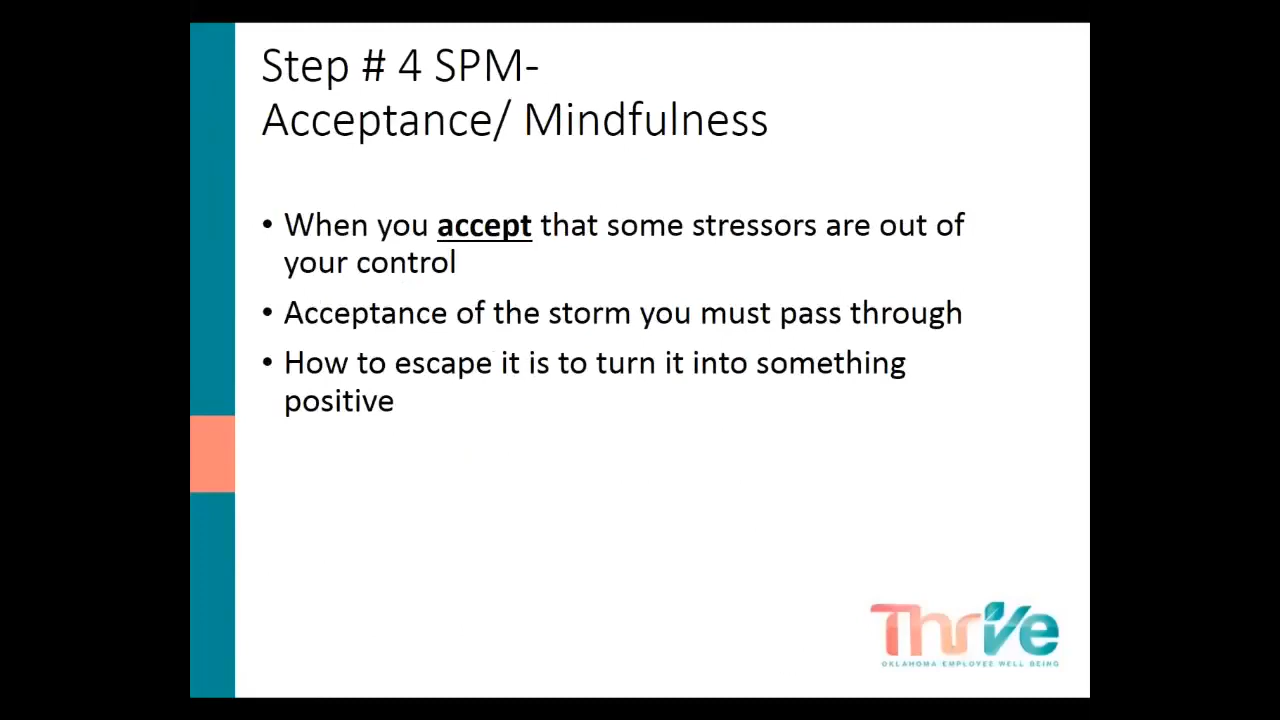 Step # 4 SPM-
Acceptance/ Mindfulness
• When you accept that some stressors are out of
your control
• Acceptance of the storm you must pass through
• How to escape it is to turn it into something
positive
Thrive
OKLAHOMA EMPLOYEE WELL BEING